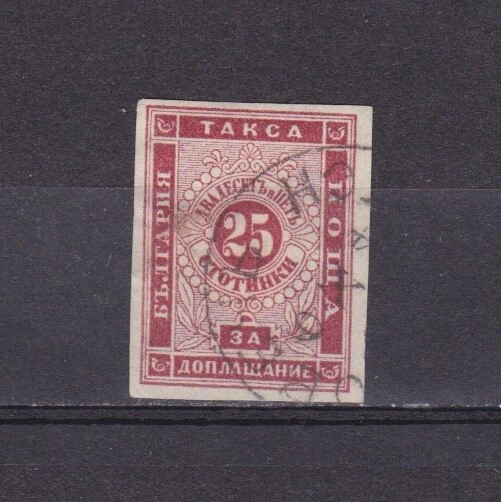 ТАКСА
БЪЛГАРИЯ
ПОЩА
ДВАДЕСЕТЪ и ПЕТЬ
25
СТОТИНКИ
ЗА
ДОПЛАЩАНИЕ